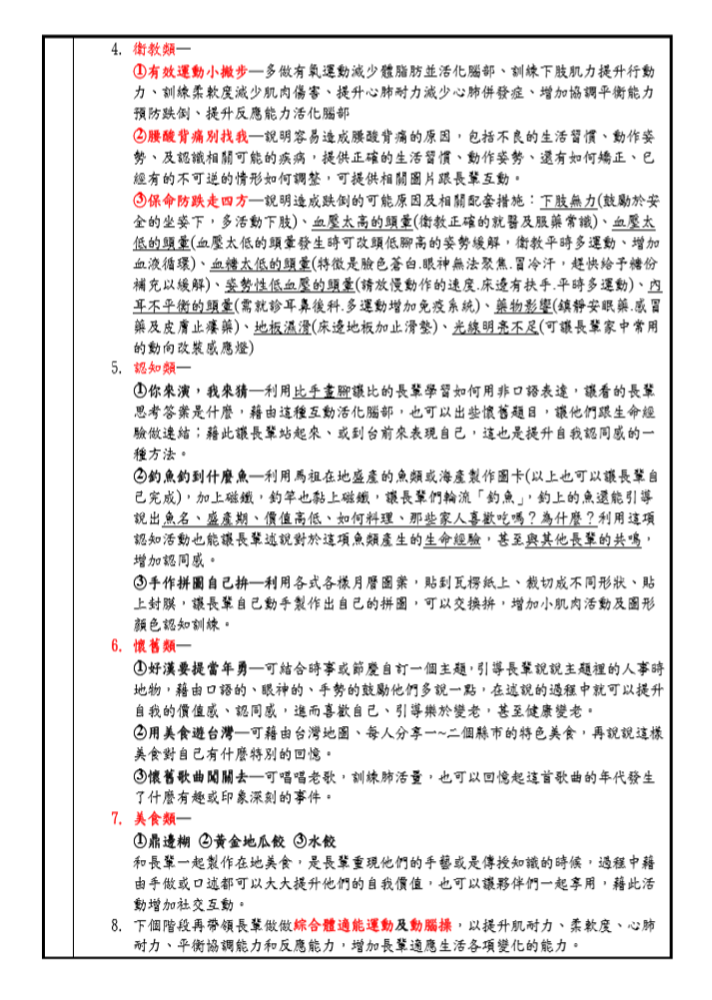 4. 衛教類—
①有效運動小撇步—多做有氧運動減少體脂肪並活化腦部、訓練下肢肌力提升行動
力、訓練柔軟度減少肌肉傷害、提升心肺耐力減少心肺併發症、增加協調平衡能力
預防跌倒、提升反應能力活化腦部
②腰酸背痛別找我—說明容易造成腰酸背痛的原因，包括不良的生活習慣、動作姿
勢、及認識相關可能的疾病，提供正確的生活習慣、動作姿勢、還有如何矯正、已
經有的不可逆的情形如何調整，可提供相關圖片跟長輩互動。
③保命防跌走四方—說明造成跌倒的可能原因及相關配套措施：下肢無力(鼓勵於安
全的坐姿下，多活動下肢)、血壓太高的頭暈(衛教正確的就醫及服藥常識)、血壓太
低的頭暈(血壓太低的頭暈發生時可改頭低腳高的姿勢緩解，衛教平時多運動、增加
血液循環)、血糖太低的頭暈(特徵是臉色蒼白.眼神無法聚焦.冒冷汗，趕快給予糖份
補充以緩解)、姿勢性低血壓的頭暈(請放慢動作的速度.床邊有扶手.平時多運動)、內
耳不平衡的頭暈(需就診耳鼻喉科.多運動增加免疫系統)、藥物影響(鎮靜安眠藥.感冒
藥及皮膚止癢藥)、地板濕滑(床邊地板加止滑墊)、光線明亮不足(可讓長輩家中常用
的動向改裝感應燈)
5. 認知類—
①你來演，我來猜—利用比手畫腳讓比的長輩學習如何用非口語表達，讓看的長輩
思考答案是什麼，藉由這種互動活化腦部，也可以出些懷舊題目，讓他們跟生命經
驗做連結；藉此讓長輩站起來、或到台前來表現自己，這也是提升自我認同感的一
種方法。
②釣魚釣到什麼魚—利用馬祖在地盛產的魚類或海產製作圖卡(以上也可以讓長輩自
己完成)，加上磁鐵，釣竿也黏上磁鐵，讓長輩們輪流「釣魚」，釣上的魚還能引導
說出魚名、盛產期、價值高低、如何料理、那些家人喜歡吃嗎？為什麼？利用這項
認知活動也能讓長輩述說對於這項魚類產生的生命經驗，甚至與其他長輩的共鳴，
增加認同感。
③手作拼圖自己拚—利用各式各樣月曆圖案，貼到瓦楞紙上、裁切成不同形狀、貼
上封膜，讓長輩自己動手製作出自己的拼圖，可以交換拚，增加小肌肉活動及圖形
顏色認知訓練。
6. 懷舊類—
①好漢要提當年勇—可結合時事或節慶自訂一個主題，引導長輩說說主題裡的人事時
地物，藉由口語的、眼神的、手勢的鼓勵他們多說一點，在述說的過程中就可以提升
自我的價值感、認同感，進而喜歡自己、引導樂於變老，甚至健康變老。
②用美食遊台灣—可藉由台灣地圖、每人分享一~二個縣市的特色美食，再說說這樣
美食對自己有什麼特別的回憶。
③懷舊歌曲闖關去—可唱唱老歌，訓練肺活量，也可以回憶起這首歌曲的年代發生
了什麼有趣或印象深刻的事件。
7. 美食類—
①鼎邊糊 ②黃金地瓜餃 ③水餃
和長輩一起製作在地美食，是長輩重現他們的手藝或是傳授知識的時候，過程中藉
由手做或口述都可以大大提升他們的自我價值，也可以讓夥伴們一起享用，藉此活
動增加社交互動。
8. 下個階段再帶領長輩做做綜合體適能運動及動腦操，以提升肌耐力、柔軟度、心肺
耐力、平衡協調能力和反應能力，增加長輩適應生活各項變化的能力。